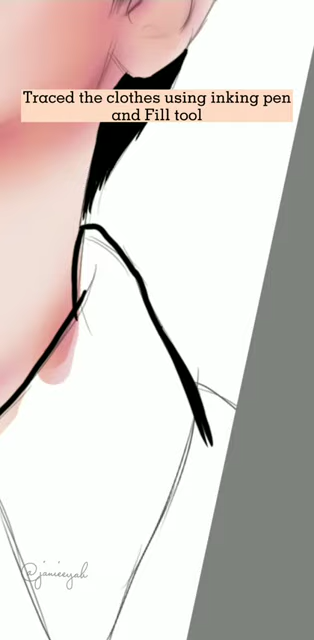 Traced the clothes using inking pen
and Fill tool
@janieeyah